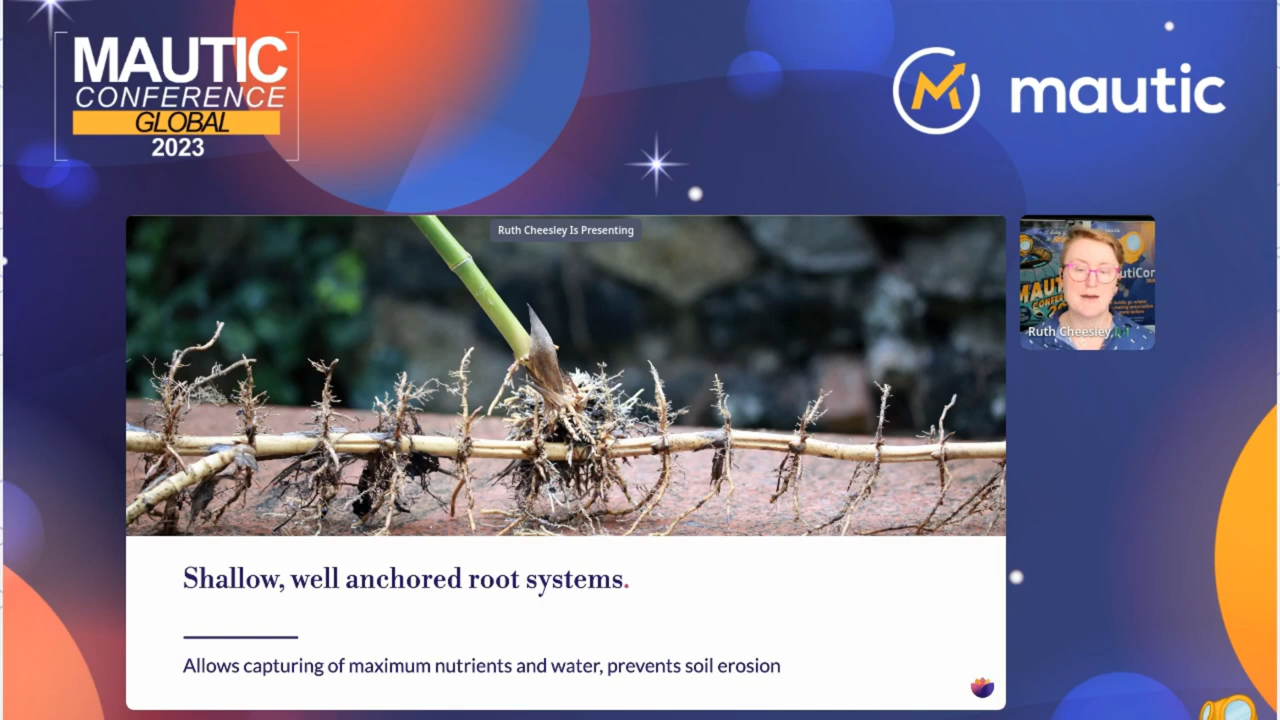 MAUTIC
CONFERENCE
GLOBAL
2023
mautic
Ruth Cheesley Is Presenting
Ruth Cheesley
Shallow, well anchored root systems.
Allows capturing of maximum nutrients and water, prevents soil erosion